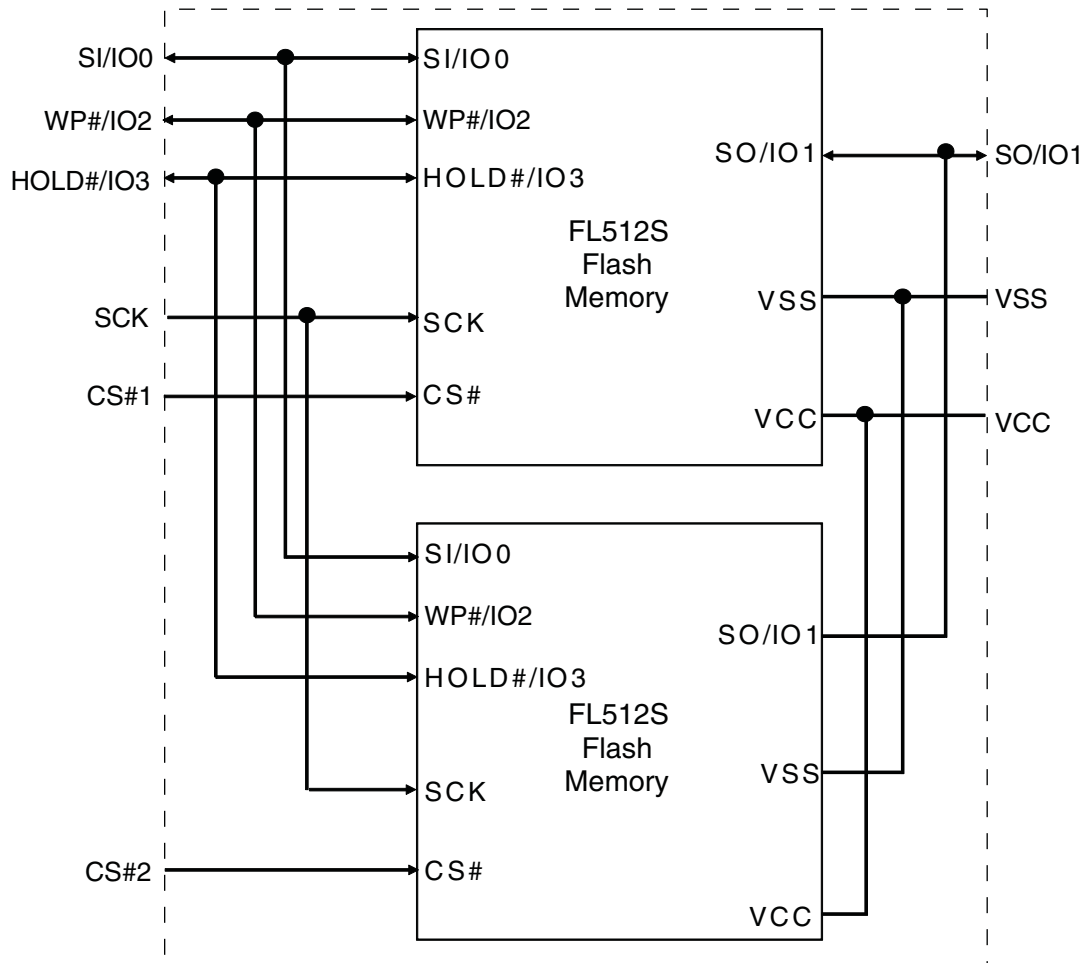 SI/IO0
WP#/IO2
HOLD#/IO3
SCK
CS#1
SI/IO0
WP#/IO2
HOLD#/IO3
SCK
CS#
FL512S
Flash
Memory
SO/IO1
VSS
VCC
SO/IO1
VSS
VCC
CS#2
SI/IO0
WP#/IO2
HOLD#/IO3
SCK
CS#
FL512S
Flash
Memory
SO/IO1
VSS
VCC